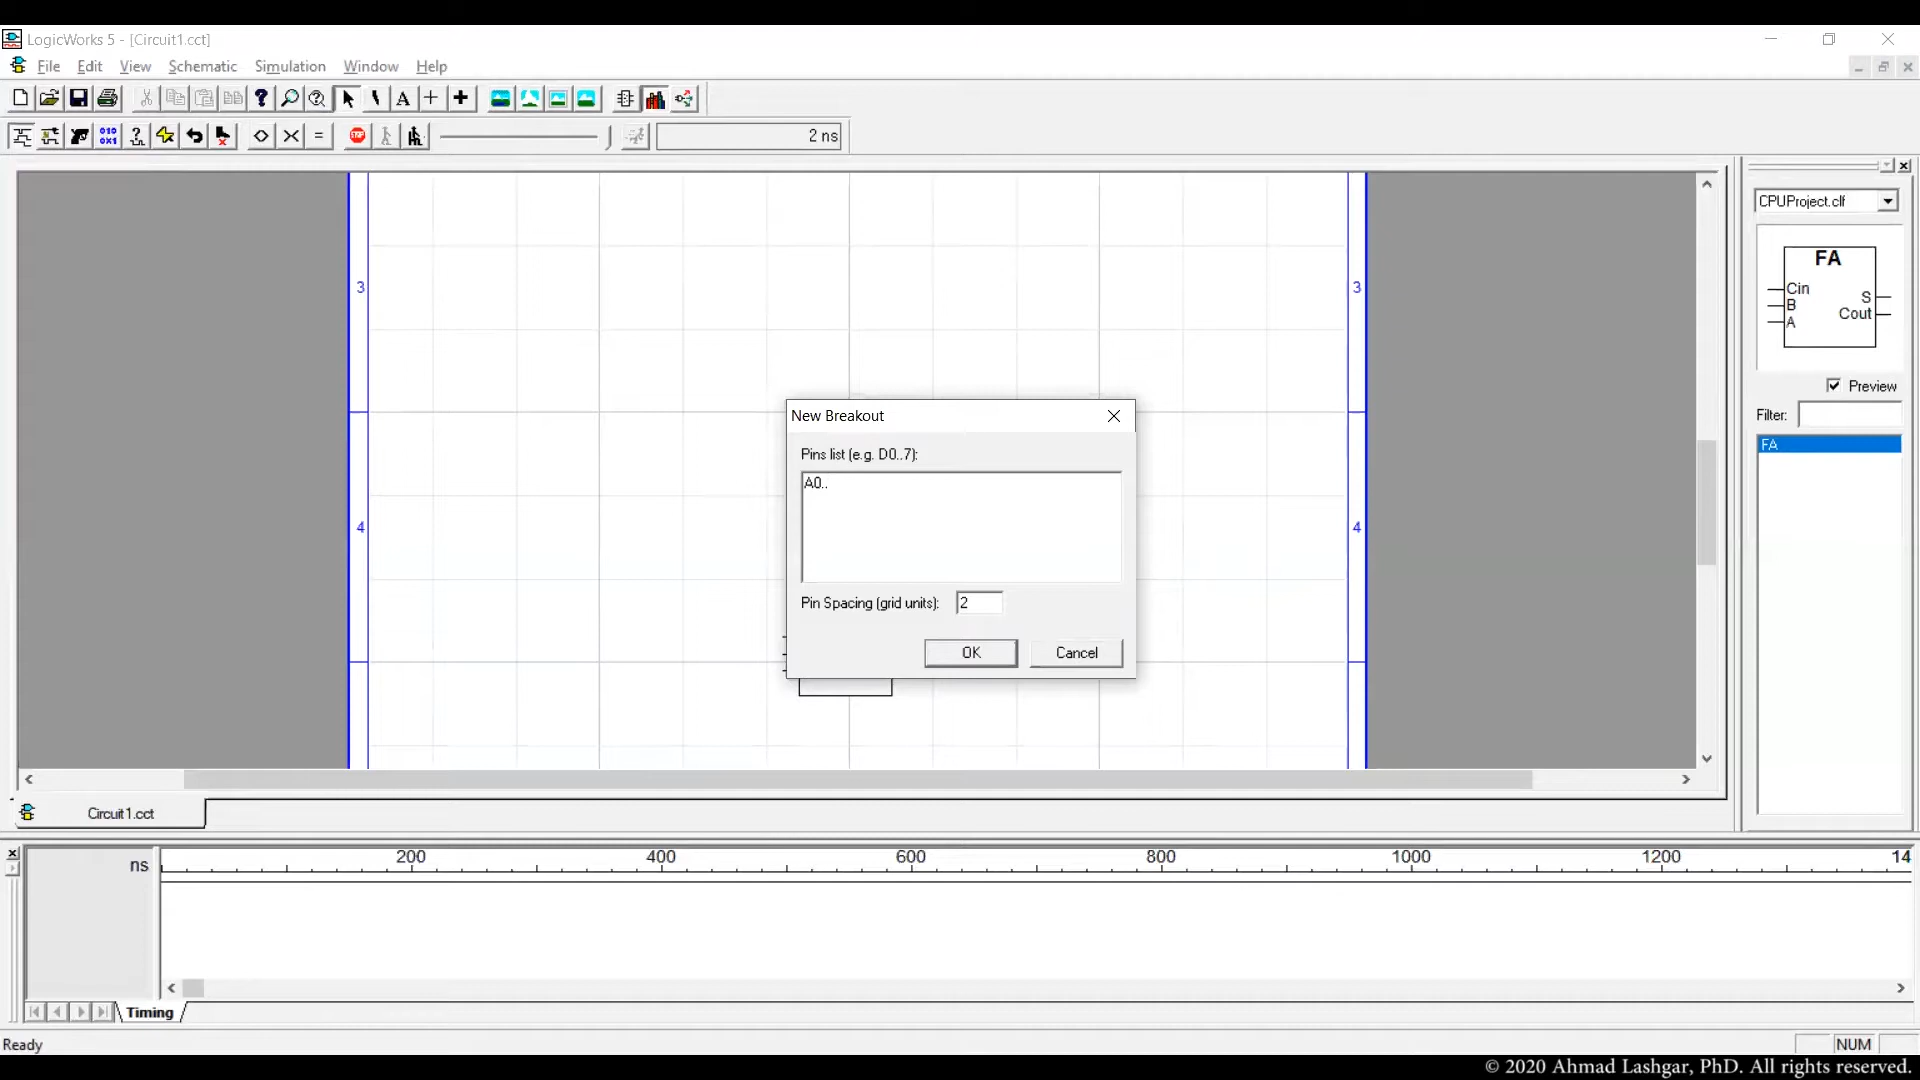 LogicWorks 5 - [Circuit1.cct]
File Edit View Schematic Simulation Window Help
2 ns
CPUProject.clf
FA
Cin
B
A
S
Cout
Preview
Filter:
FA
3
3
4
4
New Breakout
Pins list (e.g. D0..7):
A0..
Pin Spacing (grid units): 2
OK Cancel
Circuit1.cct
ns
200 400 600 800 1000 1200 14
Timing
Ready
NUM
© 2020 Ahmad Lashgar, PhD. All rights reserved.